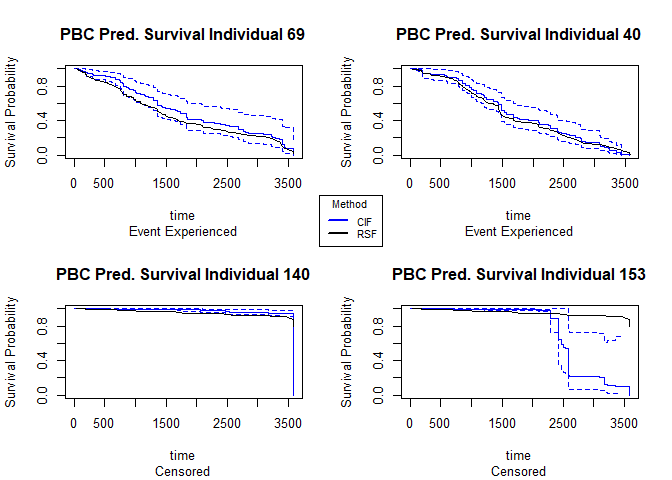 PBC Pred. Survival Individual 69
Survival Probability
0.0 0.4 0.8
0 500 1500 2500 3500
time
Event Experienced
PBC Pred. Survival Individual 40
Survival Probability
0.0 0.4 0.8
0 500 1500 2500 3500
time
Event Experienced
Method
CIF
RSF
PBC Pred. Survival Individual 140
Survival Probability
0.0 0.4 0.8
0 500 1500 2500 3500
time
Censored
PBC Pred. Survival Individual 153
Survival Probability
0.0 0.4 0.8
0 500 1500 2500 3500
time
Censored